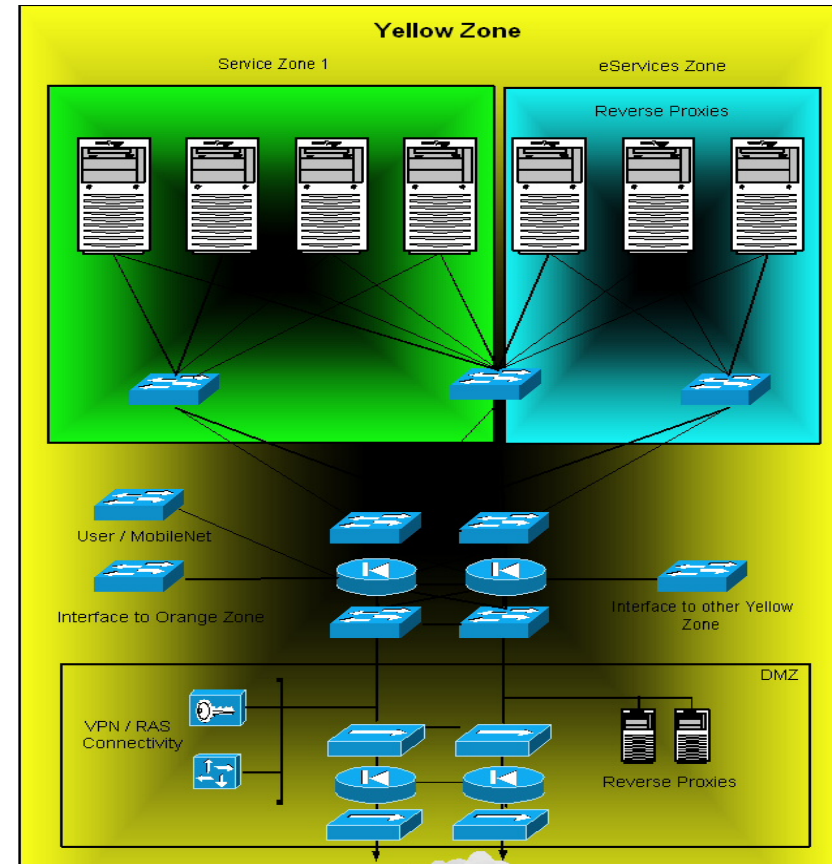 Yellow Zone
Service Zone 1
eServices Zone
Reverse Proxies
User / MobileNet
Interface to Orange Zone
Interface to other Yellow
Zone
DMZ
VPN / RAS
Connectivity
Reverse Proxies